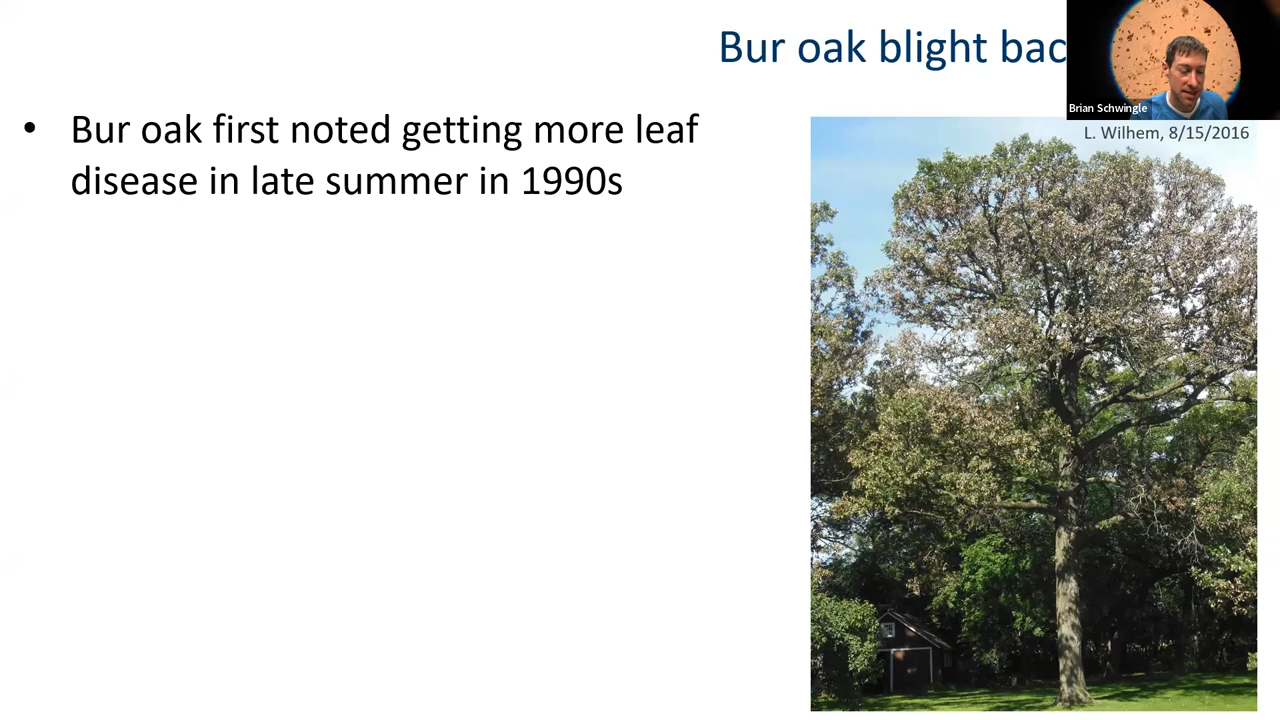 Bur oak blight bac
Brian Schwingle
L. Wilhem, 8/15/2016
• Bur oak first noted getting more leaf
disease in late summer in 1990s